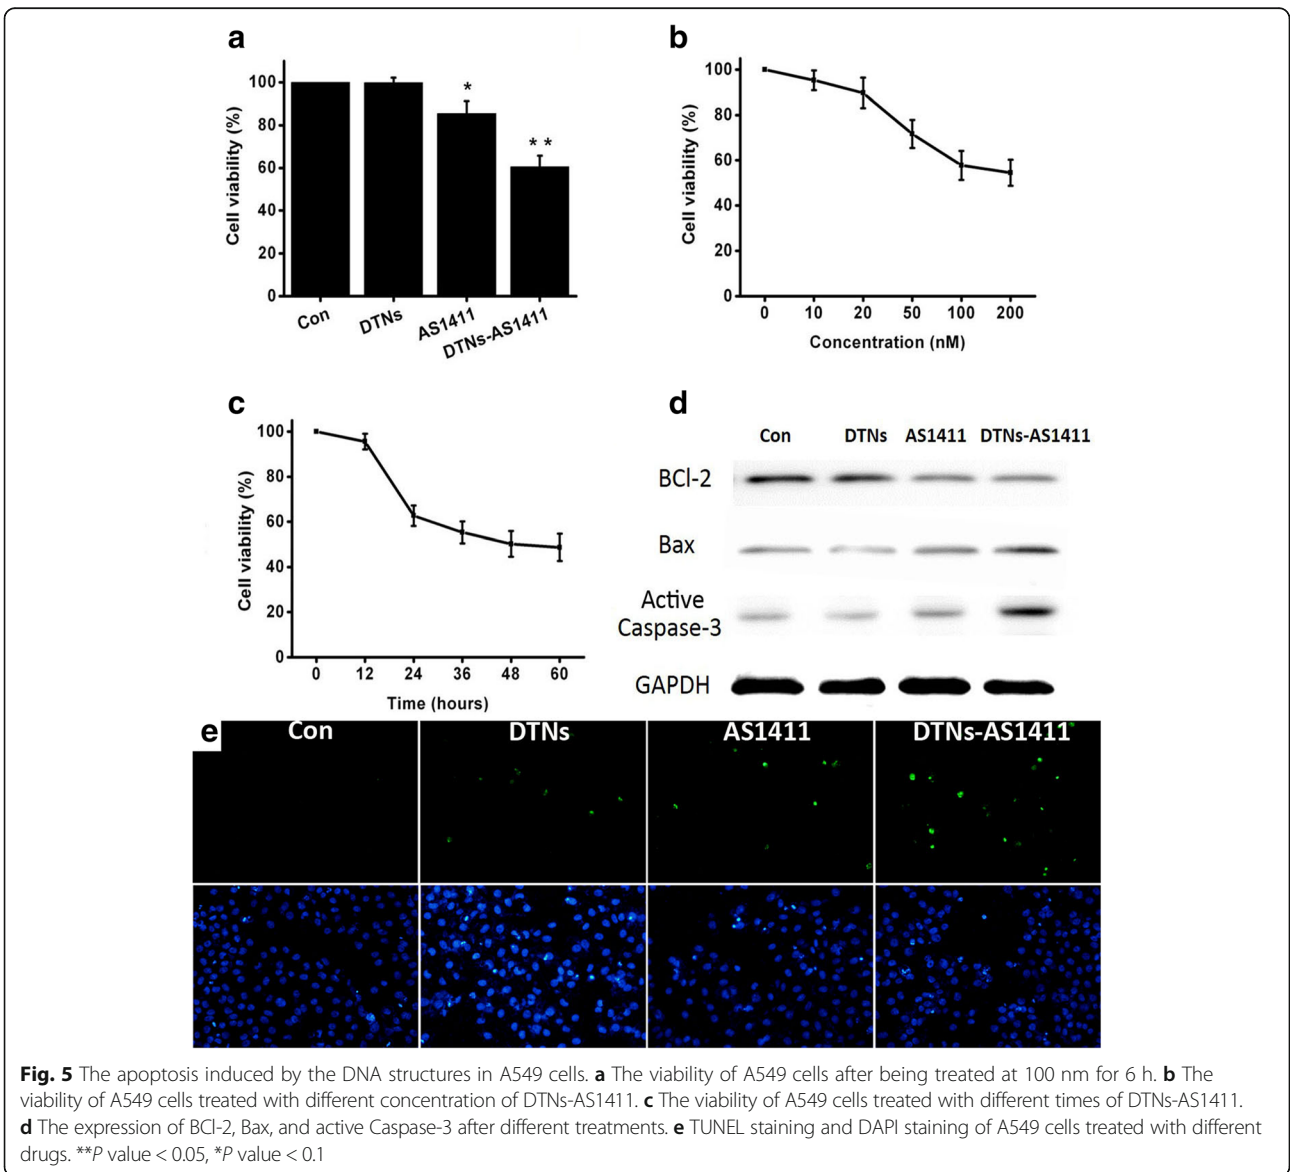 a
100
80
60
40
20
0
Cell viability (%)
*
**
Con
DTNs
AS1411
DTNs-AS1411
b
100
80
60
40
20
0
Cell viability (%)
0 10 20 50 100 200
Concentration (nM)
c
100
80
60
40
20
0
Cell viability (%)
0 12 24 36 48 60
Time (hours)
d
Con DTNs AS1411 DTNs-AS1411
BCl-2
Bax
Active
Caspase-3
GAPDH
e
Con DTNs AS1411 DTNs-AS1411
Fig. 5 The apoptosis induced by the DNA structures in A549 cells. a The viability of A549 cells after being treated at 100 nm for 6 h. b The
viability of A549 cells treated with different concentration of DTNs-AS1411. c The viability of A549 cells treated with different times of DTNs-AS1411.
d The expression of BCl-2, Bax, and active Caspase-3 after different treatments. e TUNEL staining and DAPI staining of A549 cells treated with different
drugs. **P value < 0.05, *P value < 0.1